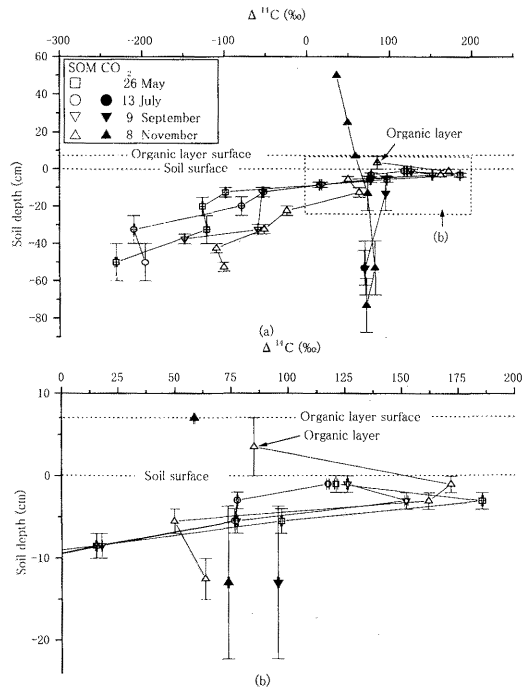 Δ ¹⁴C (‰)
-300 -200 -100 0 100 200
60
40
20
0
-20
-40
-60
-80
Soil depth (cm)
SOM CO₂
26 May
13 July
9 September
8 November
Organic layer
Organic layer surface
Soil surface
(b)
(a)
Δ ¹⁴C (‰)
0 25 50 75 100 125 150 175 200
10
0
-10
-20
Soil depth (cm)
Organic layer surface
Organic layer
Soil surface
(b)